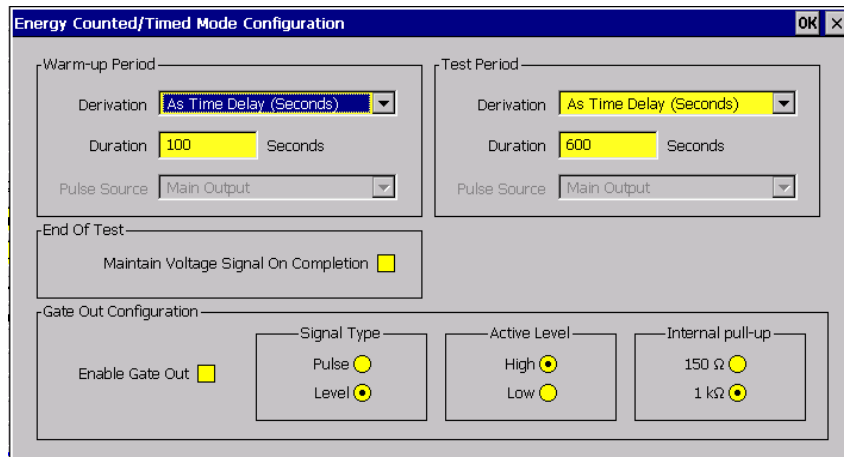 Energy Counted/Timed Mode Configuration OK ×
Warm-up Period
Derivation As Time Delay (Seconds)
Duration 100 Seconds
Pulse Source Main Output
Test Period
Derivation As Time Delay (Seconds)
Duration 600 Seconds
Pulse Source Main Output
End Of Test
Maintain Voltage Signal On Completion
Gate Out Configuration
Enable Gate Out
Signal Type
Pulse
Level
Active Level
High
Low
Internal pull-up
150 Ω
1 kΩ